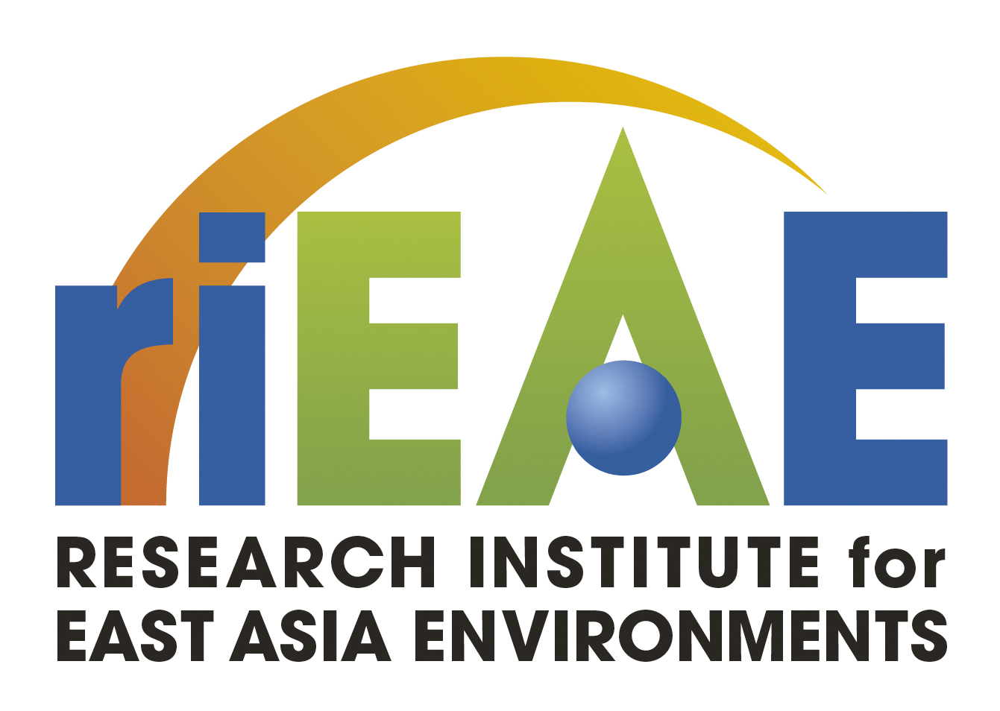 riEAE
RESEARCH INSTITUTE for
EAST ASIA ENVIRONMENTS